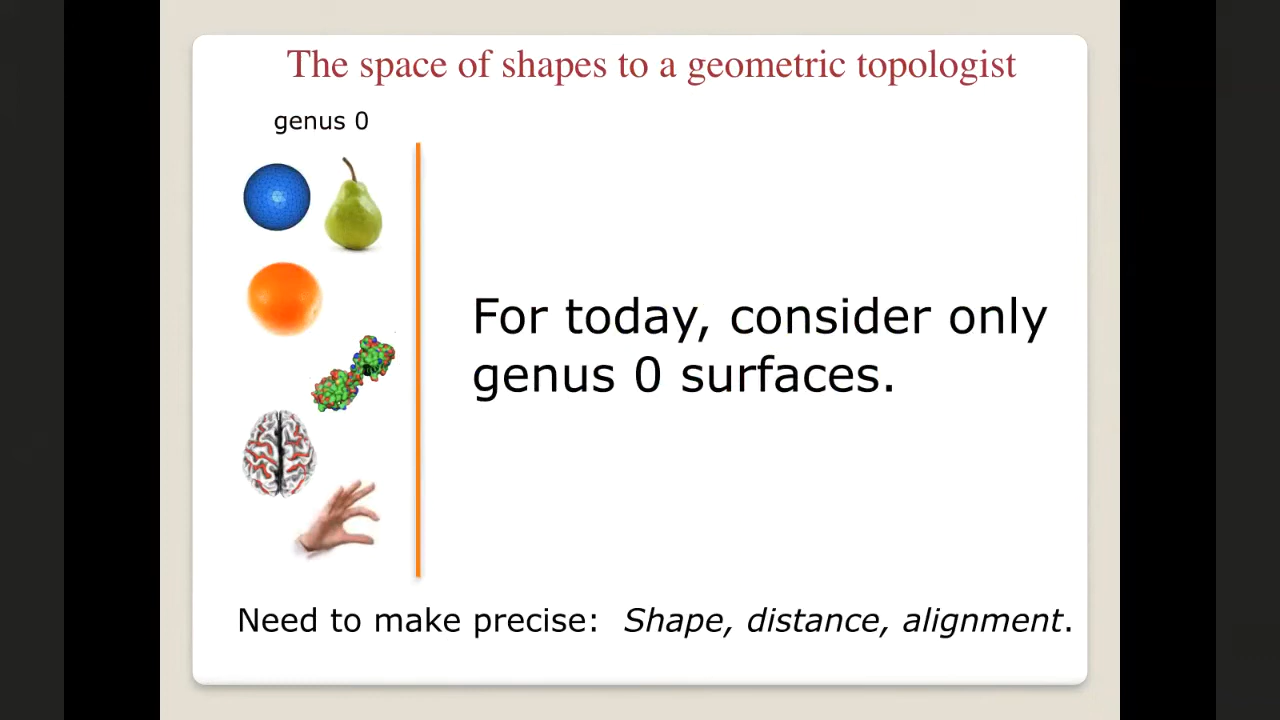 The space of shapes to a geometric topologist
genus 0
For today, consider only
genus 0 surfaces.
Need to make precise: Shape, distance, alignment.